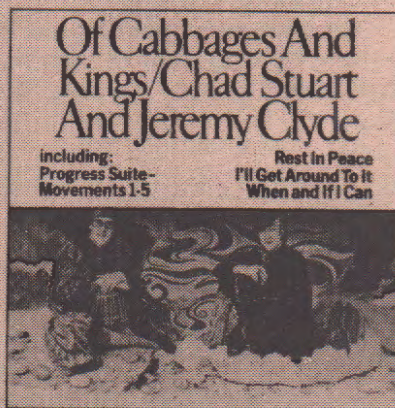 Of Cabbages And
Kings/Chad Stuart
And Jeremy Clyde
including:
Progress Suite-
Movements 1-5
Rest In Peace
I'll Get Around To It
When and If I Can